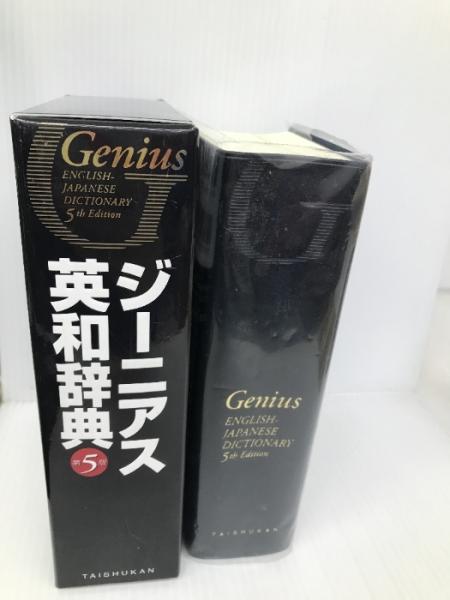 Genius
ENGLISH-
JAPANESE
DICTIONARY
5th Edition
ジーニアス
英和辞典
第5版
TAISHUKAN
G
Genius
ENGLISH-
JAPANESE
DICTIONARY
5th Edition
TAISHUKAN